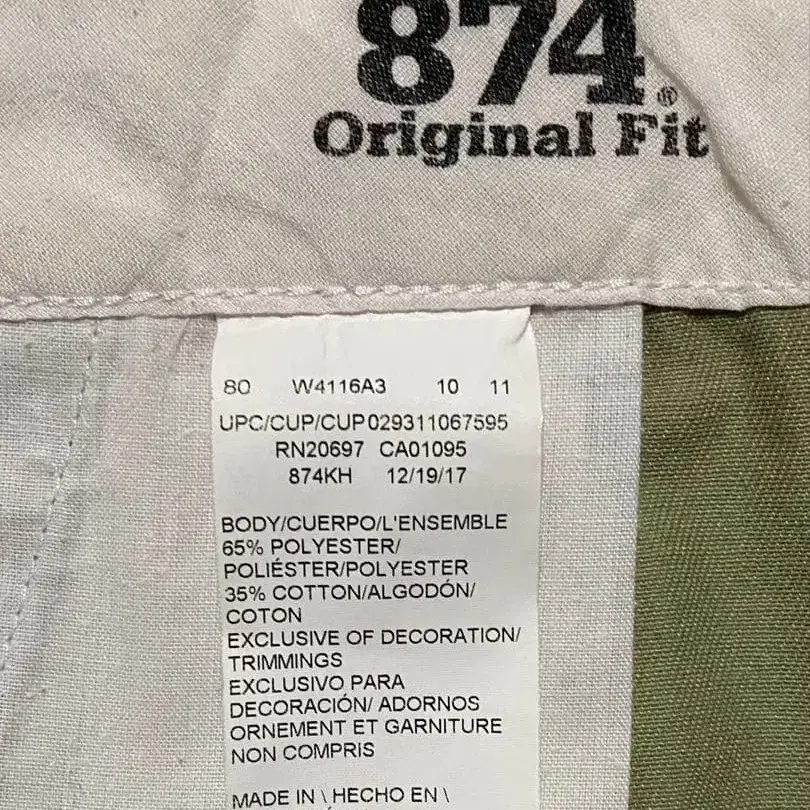 874®
Original Fit
80 W4116A3 10 11
UPC/CUP/CUP029311067595
RN20697 CA01095
874KH 12/19/17
BODY/CUERPO/L'ENSEMBLE
65% POLYESTER/
POLIÉSTER/POLYESTER
35% COTTON/ALGODÓN/
COTON
EXCLUSIVE OF DECORATION/
TRIMMINGS
EXCLUSIVO PARA
DECORACIÓN/ ADORNOS
ORNEMENT ET GARNITURE
NON COMPRIS
MADE IN \ HECHO EN \